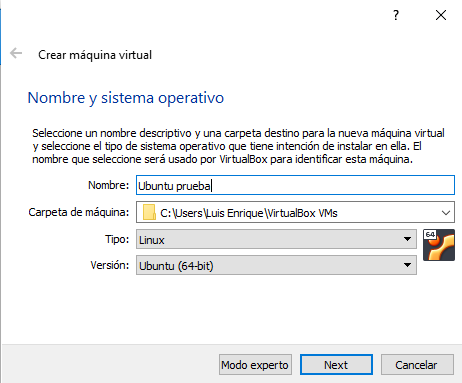 ?
Crear máquina virtual
Nombre y sistema operativo
Seleccione un nombre descriptivo y una carpeta destino para la nueva máquina virtual
y seleccione el tipo de sistema operativo que tiene intención de instalar en ella. El
nombre que seleccione será usado por VirtualBox para identificar esta máquina.
Nombre: Ubuntu prueba
Carpeta de máquina: C:\Users\Luis Enrique\VirtualBox VMs
Tipo: Linux
64
Versión: Ubuntu (64-bit)
Modo experto Next Cancelar